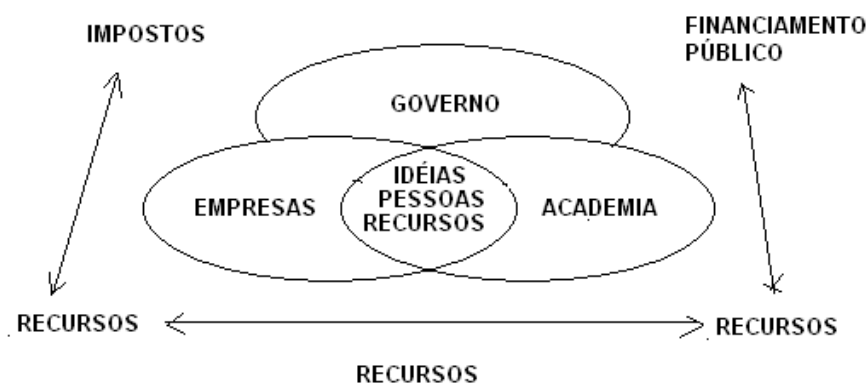 IMPOSTOS
FINANCIAMENTO
PÚBLICO
GOVERNO
IDÉIAS
PESSOAS
RECURSOS
EMPRESAS
ACADEMIA
RECURSOS
RECURSOS
RECURSOS